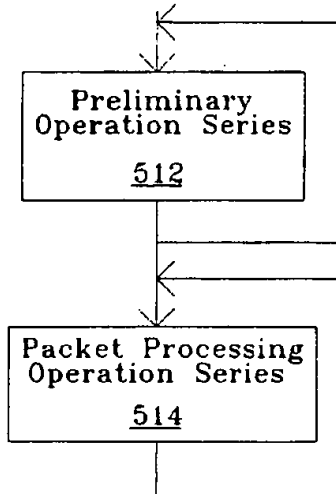 Preliminary
Operation Series
512
Packet Processing
Operation Series
514